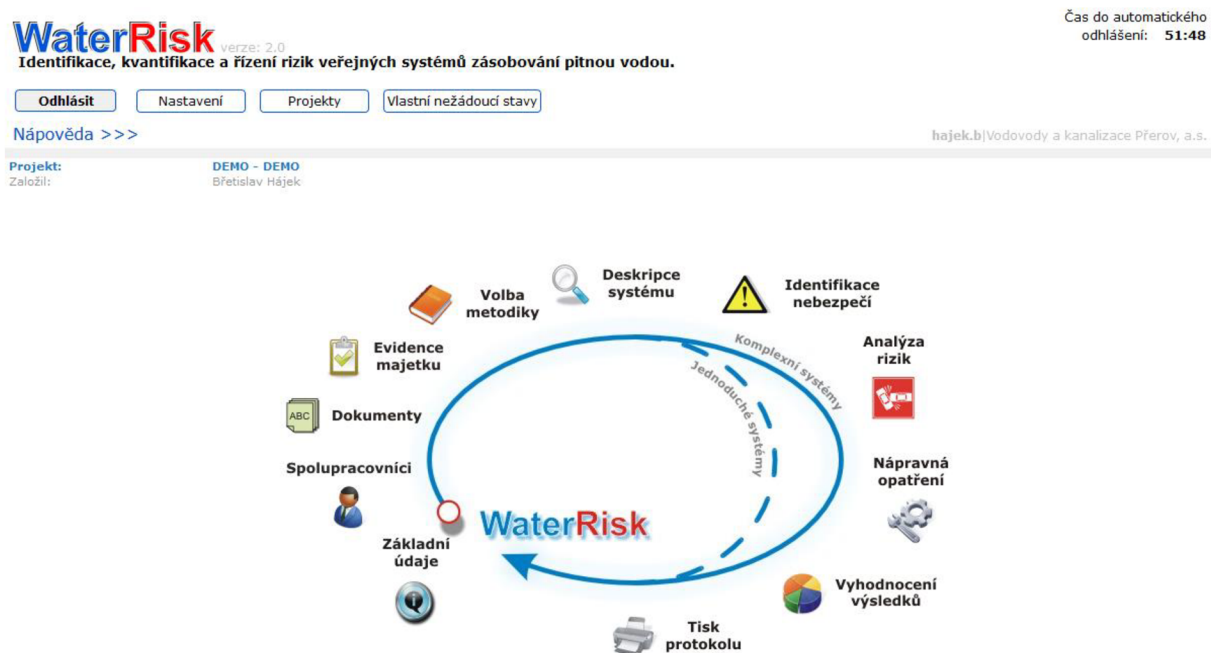 WaterRisk verze: 2.0
Čas do automatického
odhlášení: 51:48
Identifikace, kvantifikace a řízení rizik veřejných systémů zásobování pitnou vodou.
Odhlásit Nastavení Projekty Vlastní nežádoucí stavy
Nápověda >>>
hajek.b|Vodovody a kanalizace Přerov, a.s.
Projekt: DEMO - DEMO
Založil: Břetislav Hájek
Deskripce
systému
Identifikace
nebezpečí
Volba
metodiky
Komplexní systémy
Analýza
rizik
Evidence
majetku
Jednoduché systémy
ABC
Dokumenty
Spolupracovníci
Nápravná
opatření
WaterRisk
Základní
údaje
Vyhodnocení
výsledků
Tisk
protokolu